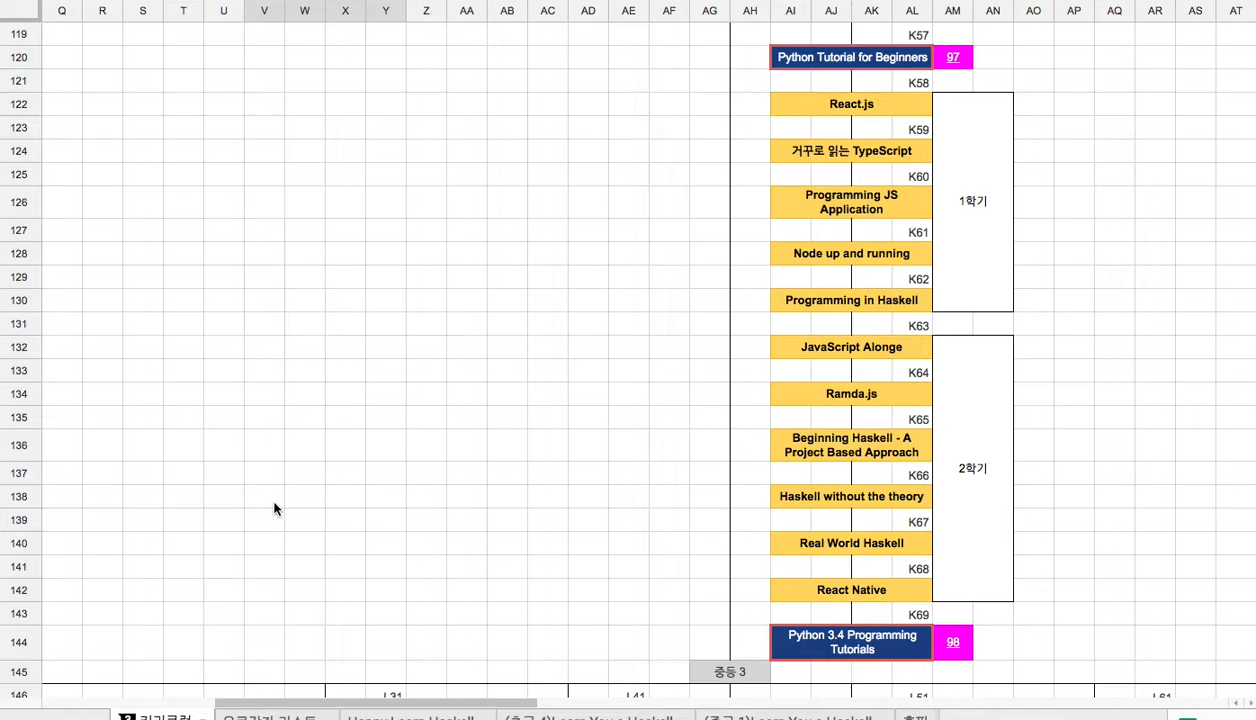 Q R S T U V W X Y Z AA AB AC AD AE AF AG AH AI AJ AK AL AM AN AO AP AQ AR AS AT
119 K57
120 Python Tutorial for Beginners 97
121 K58
122 React.js
123 K59
124 거꾸로 읽는 TypeScript
125 K60
126 Programming JS
Application
1학기
127 K61
128 Node up and running
129 K62
130 Programming in Haskell
131 K63
132 JavaScript Alonge
133 K64
134 Ramda.js
135 K65
136 Beginning Haskell - A
Project Based Approach
2학기
137 K66
138 Haskell without the theory
139 K67
140 Real World Haskell
141 K68
142 React Native
143 K69
144 Python 3.4 Programming
Tutorials
98
145 중등 3
146 L31 L41 L51 L61